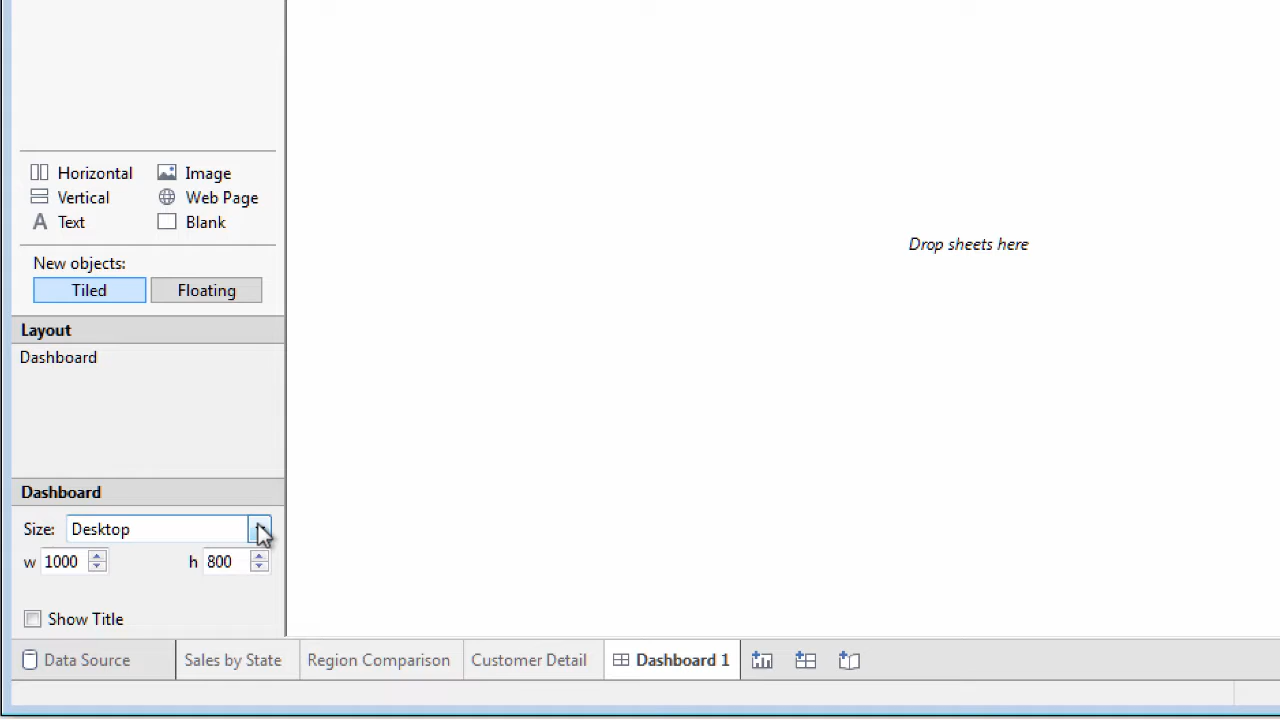 Horizontal Image
Vertical Web Page
Text Blank
Drop sheets here
New objects:
Tiled Floating
Layout
Dashboard
Dashboard
Size: Desktop
w 1000 h 800
Show Title
Data Source Sales by State Region Comparison Customer Detail Dashboard 1